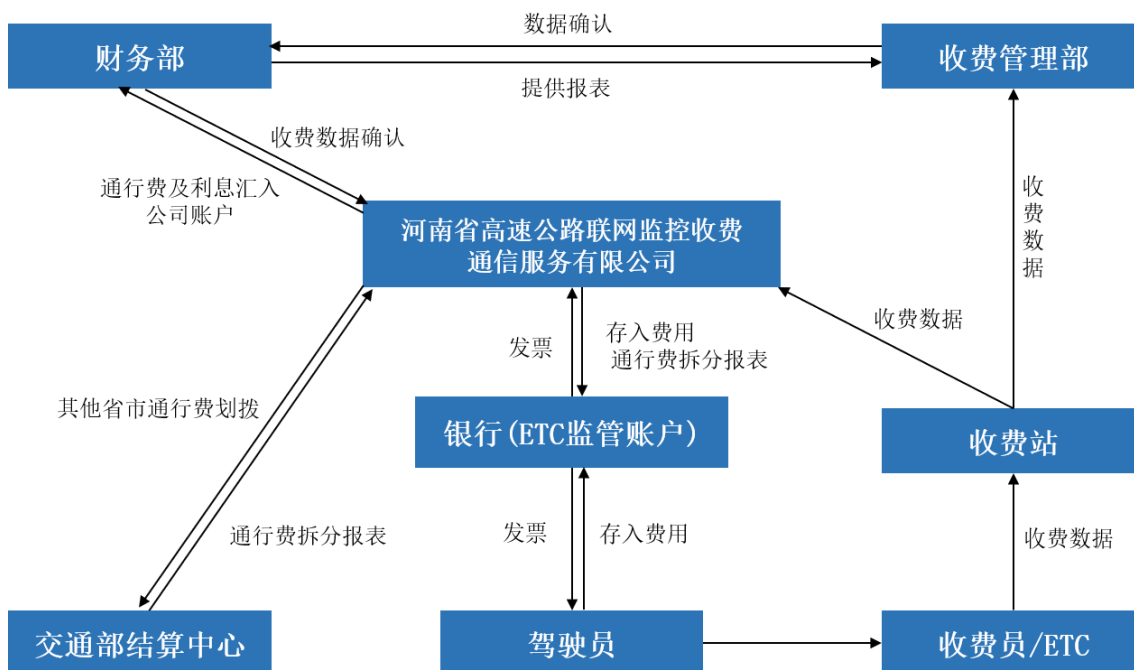 数据确认
财务部
收费管理部
提供报表
收费数据确认
通行费及利息汇入
公司账户
收费数据
河南省高速公路联网监控收费
通信服务有限公司
收费数据
发票
存入费用
通行费拆分报表
其他省市通行费划拨
银行(ETC监管账户)
收费站
通行费拆分报表
发票
存入费用
收费数据
交通部结算中心
驾驶员
收费员/ETC